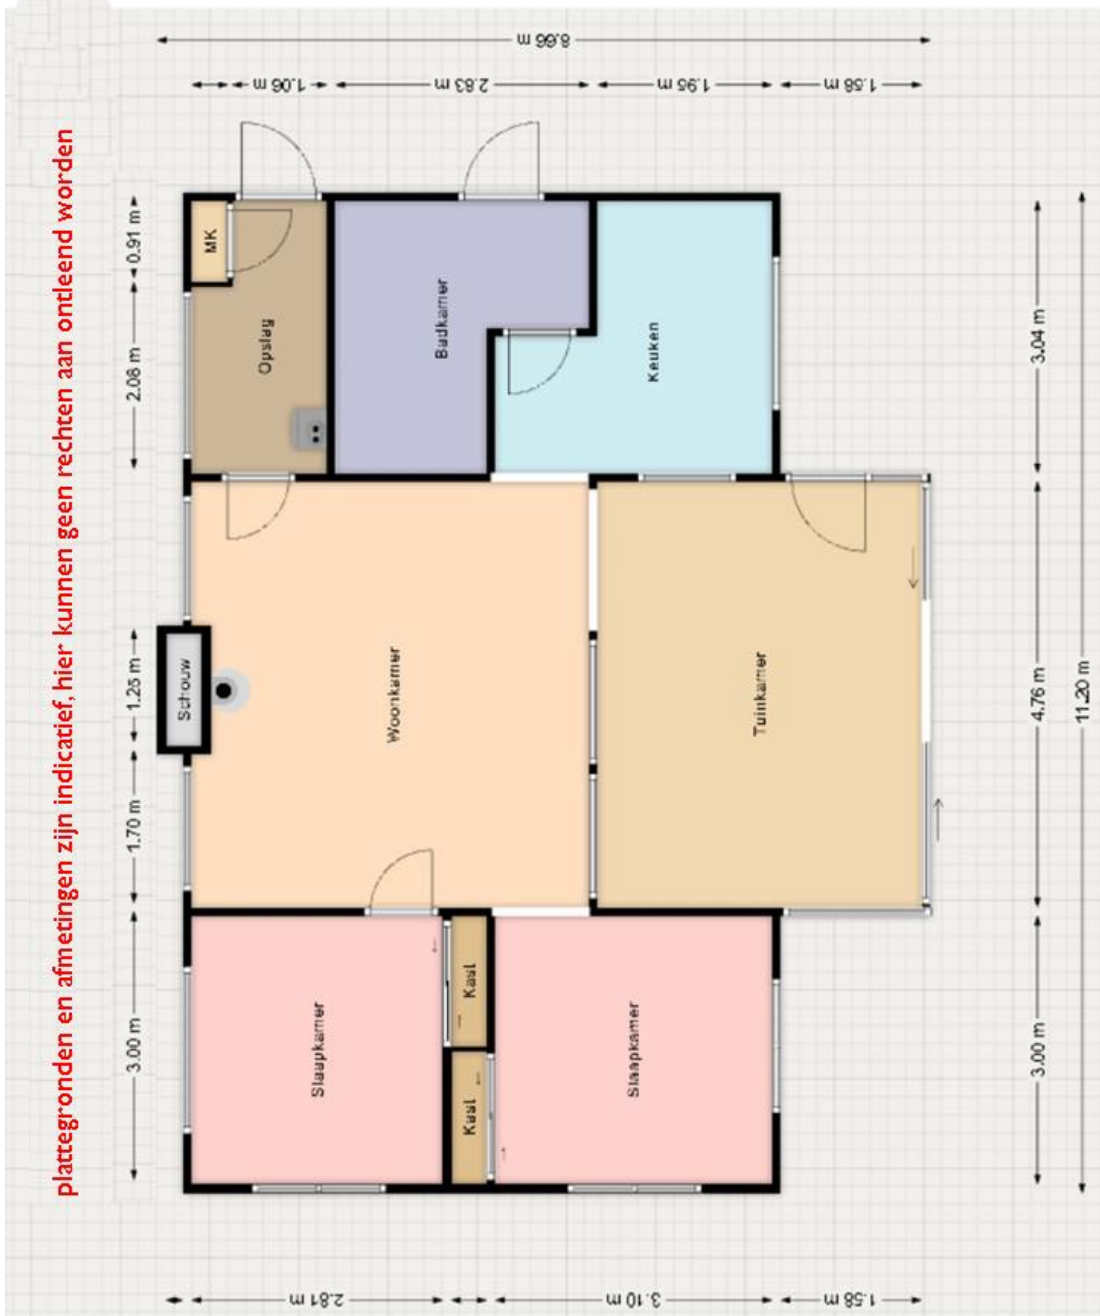 plattegronden en afmetingen zijn indicatief, hier kunnen geen rechten aan ontleend worden
8.66 m
1.06 m
2.83 m
1.95 m
1.58 m
0.91 m
2.08 m
1.25 m
1.70 m
3.00 m
MK
Opslag
Badkamer
Keuken
Schouw
Woonkamer
Tuinkamer
Slaapkamer
Kast
Kast
Slaapkamer
3.04 m
4.76 m
3.00 m
11.20 m
2.81 m
3.10 m
1.58 m